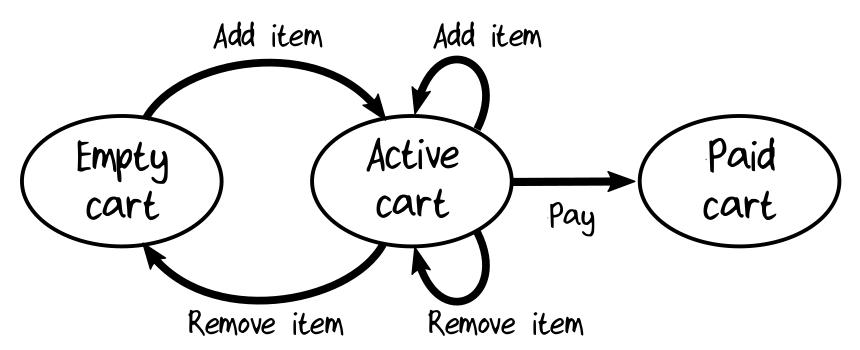 Add item
Add item
Empty
cart
Active
cart
Paid
cart
Pay
Remove item
Remove item